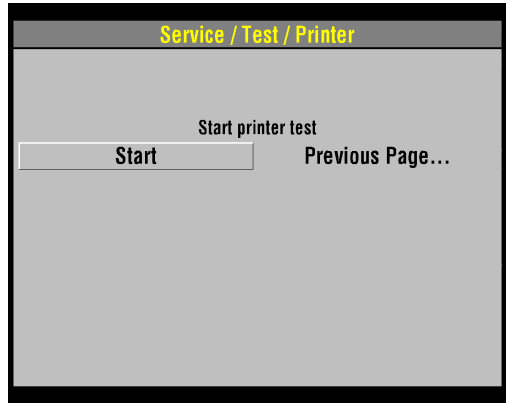 Service / Test / Printer
Start printer test
Start Previous Page...